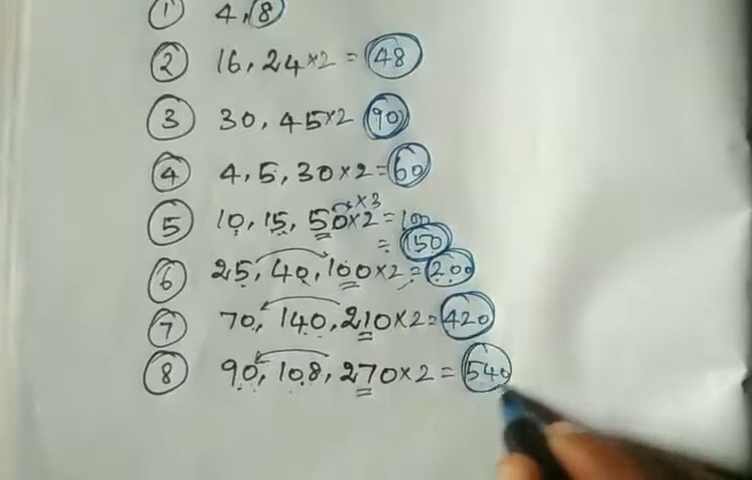 ① 4, 8
② 16, 24×2 = 48
③ 30, 45×2 90
④ 4, 5, 30×2 = 60
⑤ 10, 15, 50×2 = 100
×3
= 150
⑥ 25, 40, 100×2 = 200
⑦ 70, 140, 210×2 = 420
⑧ 90, 108, 270×2 = 540